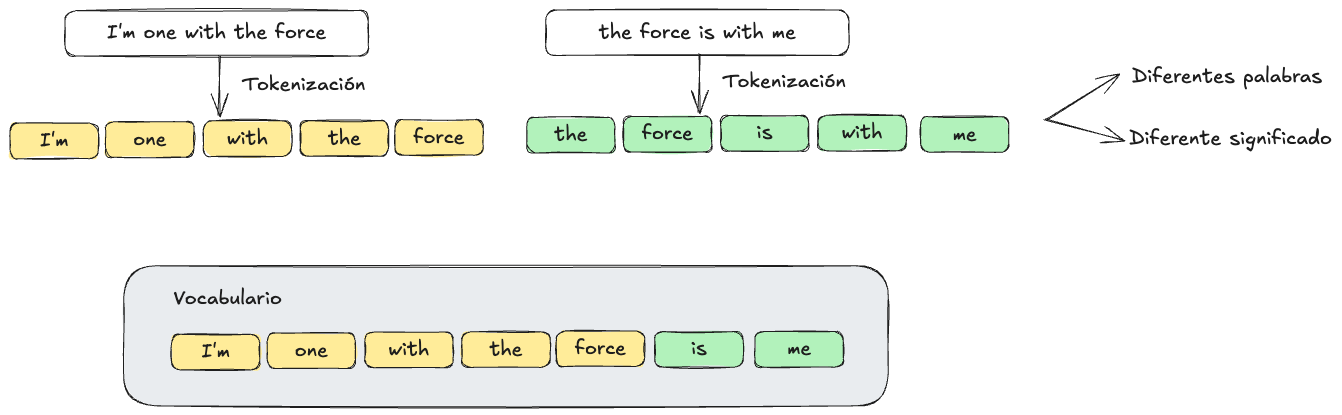 I'm one with the force
the force is with me
Tokenización
Tokenización
Diferentes palabras
I'm one with the force
the force is with me
Diferente significado
Vocabulario
I'm one with the force is me